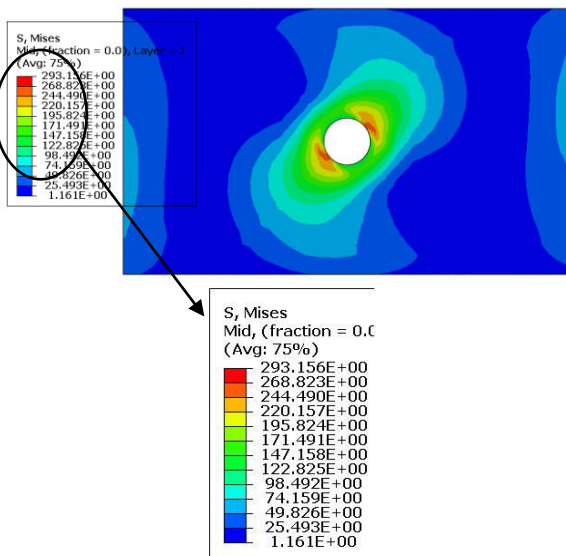 S, Mises
Mid, (fraction = 0.0), Layer = 1
(Avg: 75%)
293.156E+00
268.823E+00
244.490E+00
220.157E+00
195.824E+00
171.491E+00
147.158E+00
122.825E+00
98.492E+00
74.159E+00
49.826E+00
25.493E+00
1.161E+00
S, Mises
Mid, (fraction = 0.0
(Avg: 75%)
293.156E+00
268.823E+00
244.490E+00
220.157E+00
195.824E+00
171.491E+00
147.158E+00
122.825E+00
98.492E+00
74.159E+00
49.826E+00
25.493E+00
1.161E+00